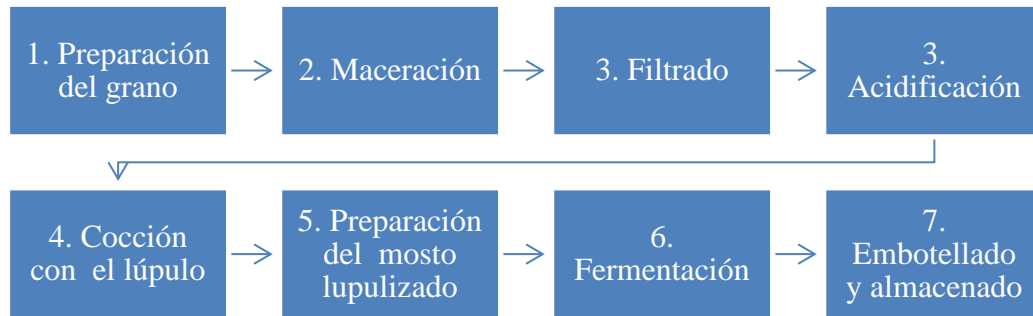 1. Preparación
del grano
2. Maceración
3. Filtrado
3.
Acidificación
4. Cocción
con el lúpulo
5. Preparación
del mosto
lupulizado
6.
Fermentación
7.
Embotellado
y almacenado